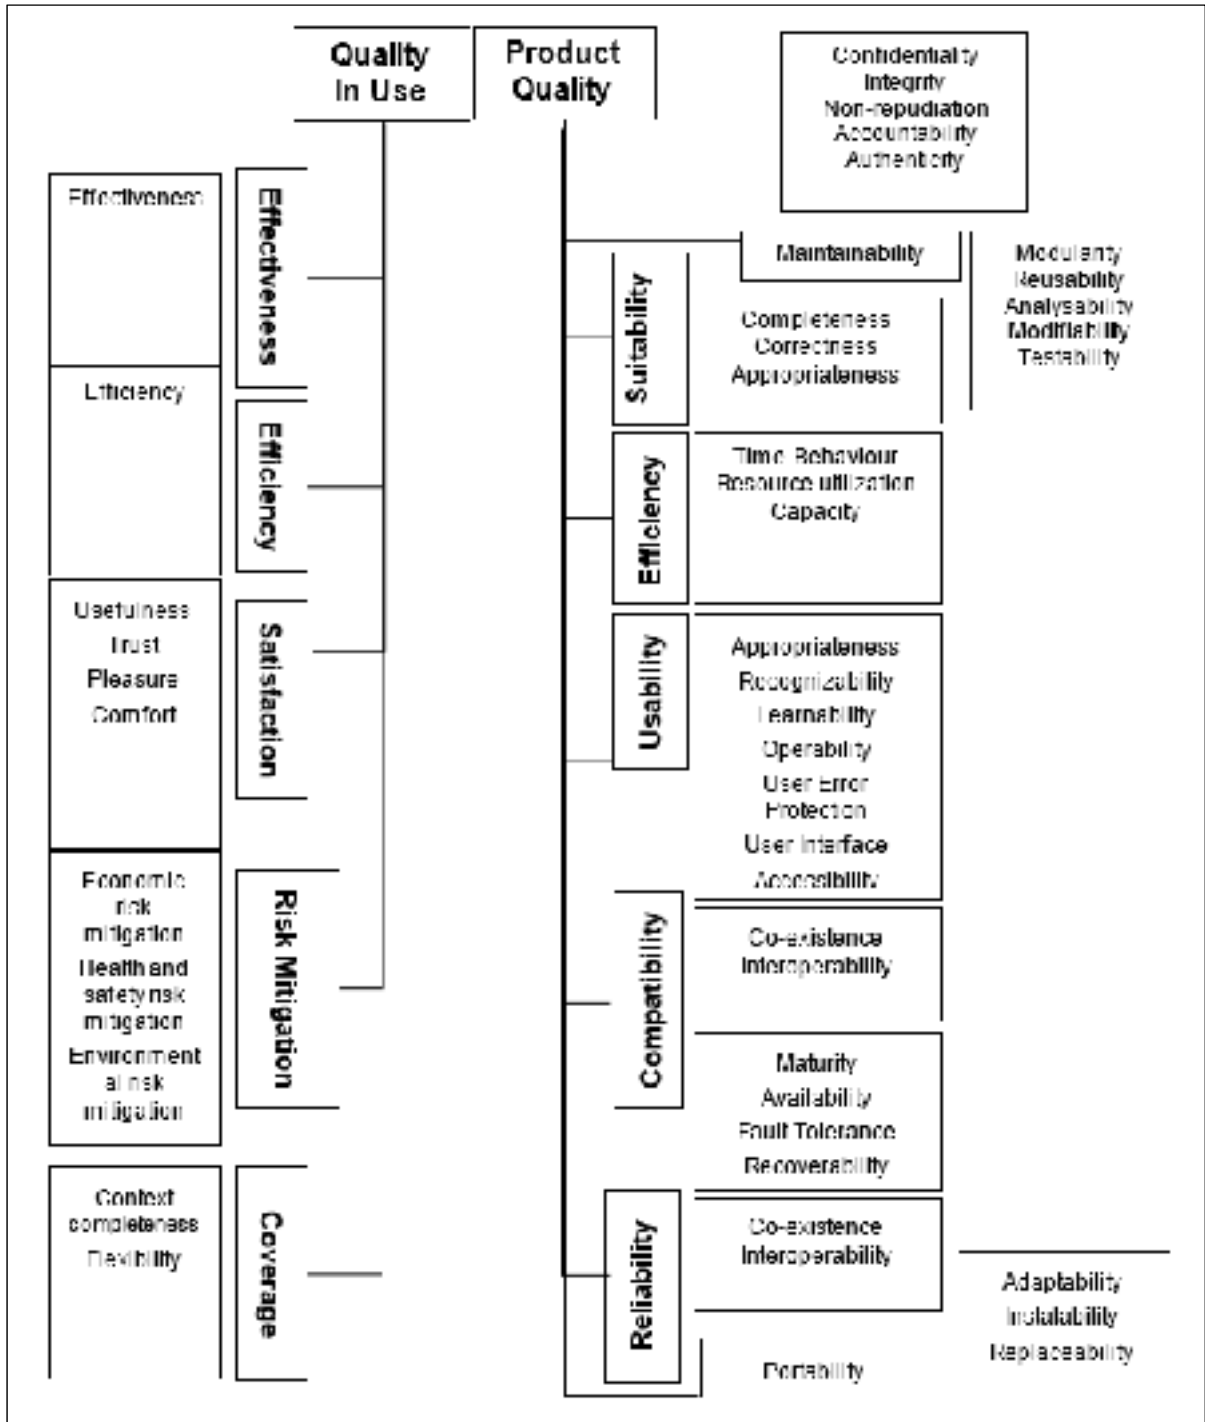 Quality
In Use
Product
Quality
Effectiveness
Effectiveness
Efficiency
Efficiency
Usefulness
Trust
Pleasure
Comfort
Satisfaction
Economic
risk
mitigation
Health and
safety risk
mitigation
Environment
al risk
mitigation
Risk Mitigation
Context
completeness
Flexibility
Coverage
Confidentiality
Integrity
Non-repudiation
Accountability
Authenticity
Maintainability
Modularity
Reusability
Analysability
Modifiability
Testability
Suitability
Completeness
Correctness
Appropriateness
Efficiency
Time Behaviour
Resource utilization
Capacity
Usability
Appropriateness
Recognizability
Learnability
Operability
User Error
Protection
User Interface
Accesibility
Compatibility
Co-existence
Interoperability
Maturity
Availability
Fault Tolerance
Recoverability
Reliability
Co-existence
Interoperability
Portability
Adaptability
Instalability
Replaceability